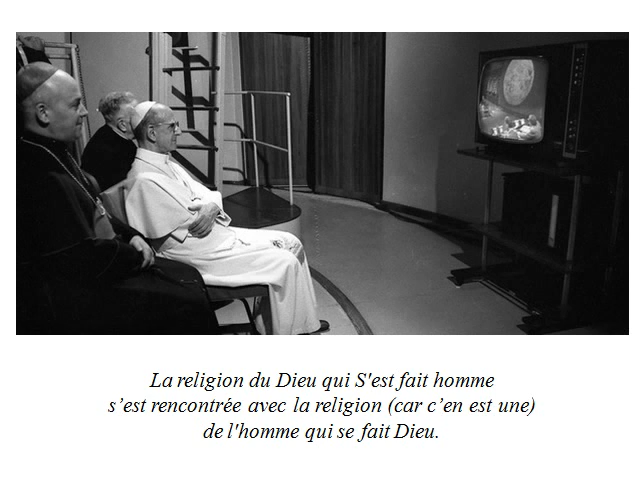 La religion du Dieu qui S'est fait homme
s’est rencontrée avec la religion (car c’en est une)
de l'homme qui se fait Dieu.